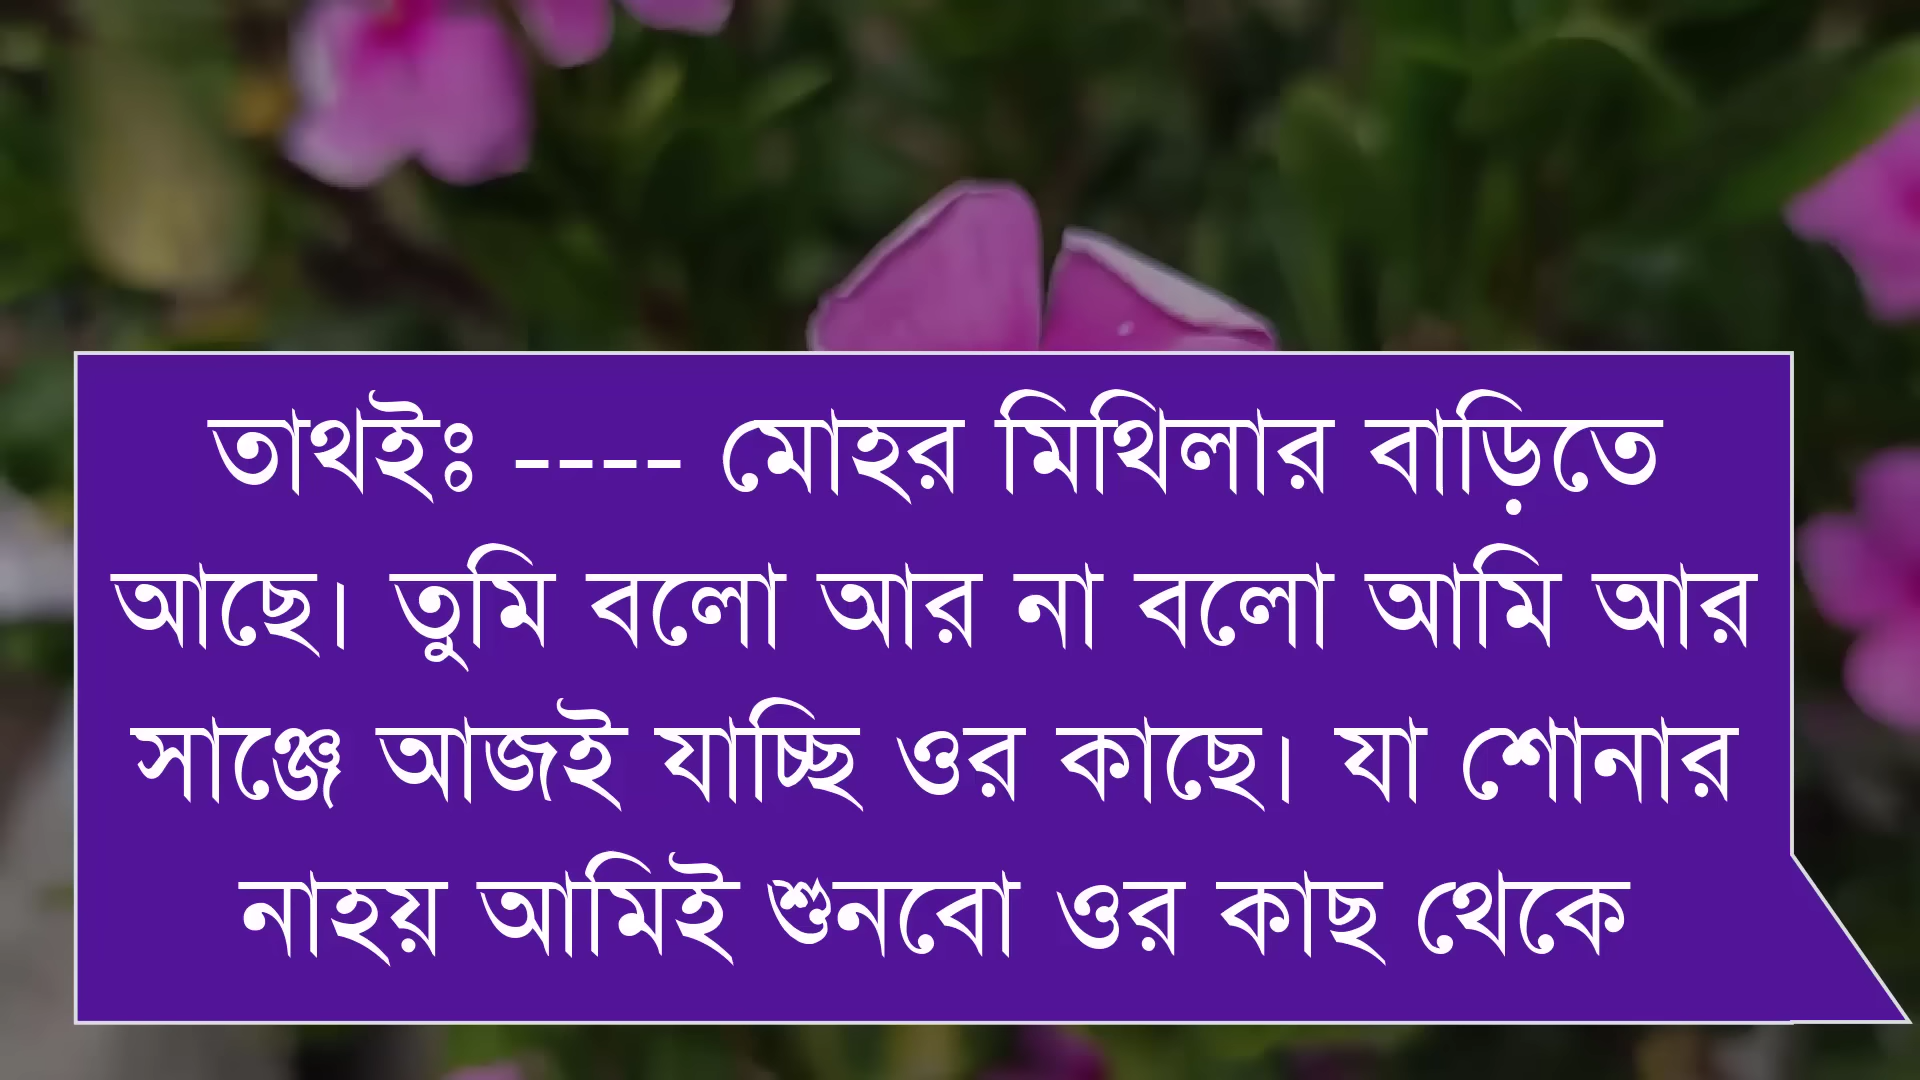 তাথইঃ ---- মোহর মিথিলার বাড়িতে
আছে। তুমি বলো আর না বলো আমি আর
সাঞ্জে আজই যাচ্ছি ওর কাছে। যা শোনার
নাহয় আমিই শুনবো ওর কাছ থেকে